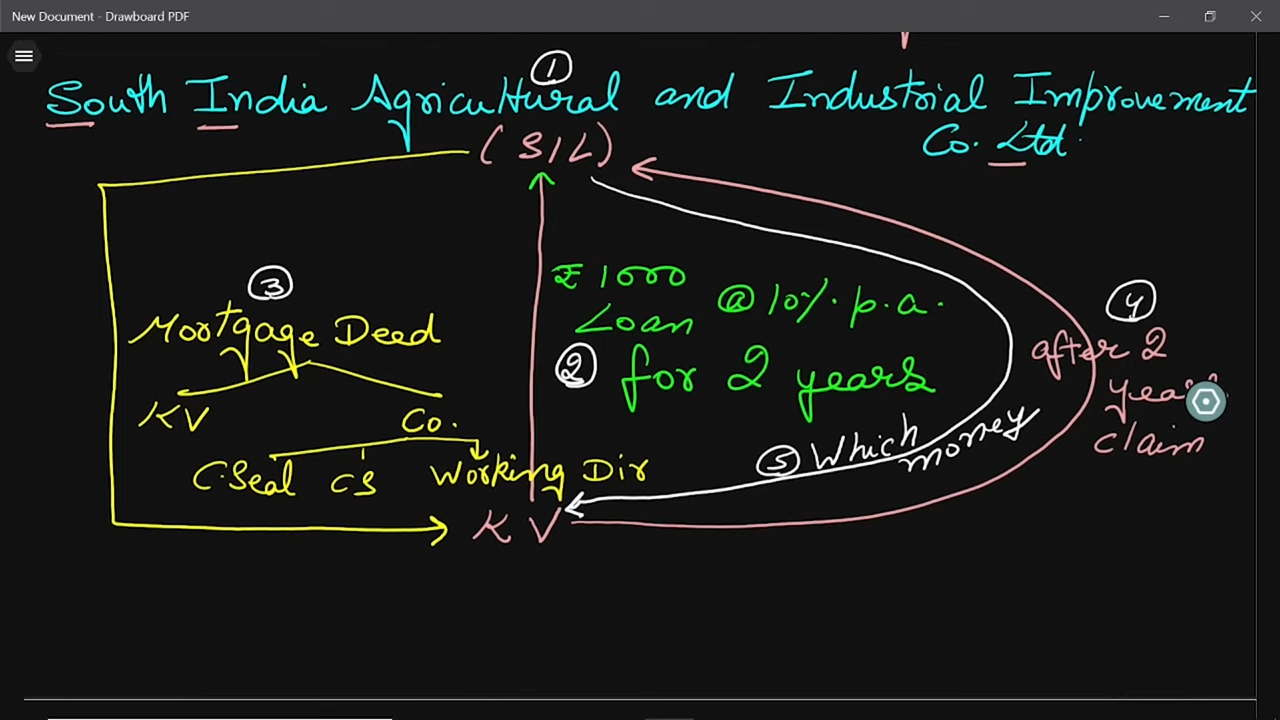 New Document - Drawboard PDF
①
South India Agricultural and Industrial Improvement
Co. Ltd.
(SIL)
③
Mortgage Deed
KV Co.
C.Seal CS Working Dir
₹1000
Loan @ 10% p.a.
② for 2 years
④
after 2
years
claim
⑤ Which money
KV